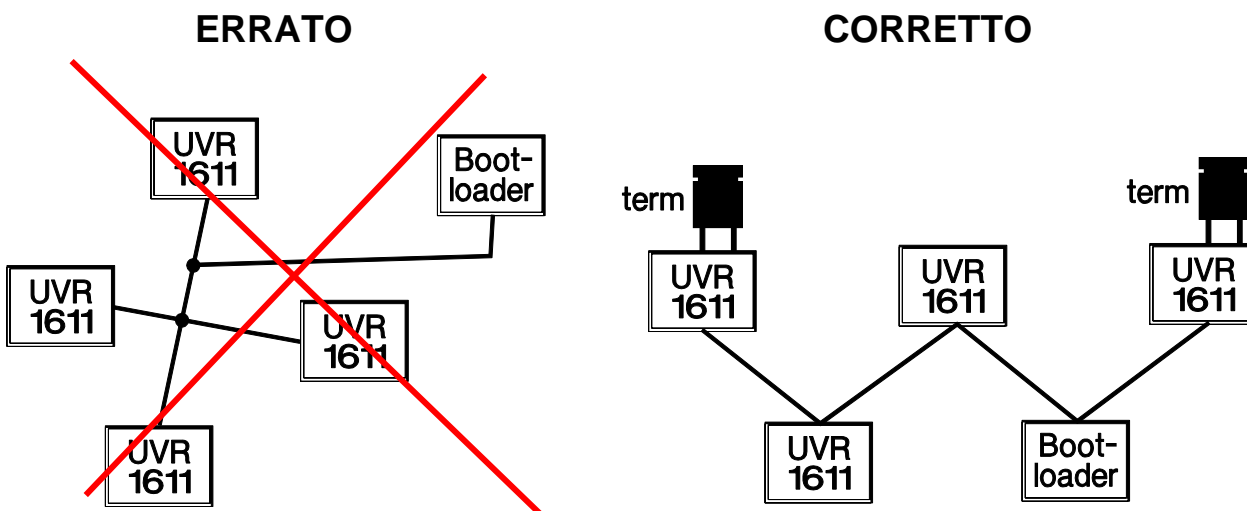 ERRATO
UVR
1611
Boot-
loader
UVR
1611
UVR
1611
UVR
1611
CORRETTO
term
term
UVR
1611
UVR
1611
UVR
1611
UVR
1611
Boot-
loader